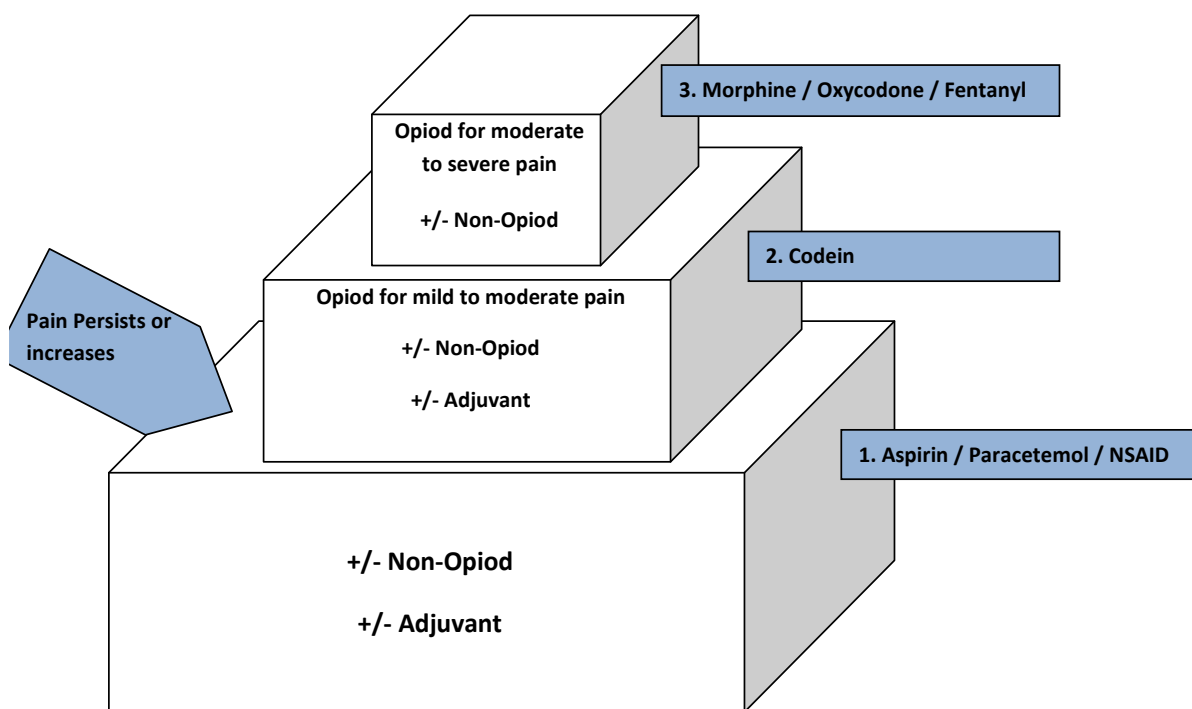 3. Morphine / Oxycodone / Fentanyl
Opiod for moderate
to severe pain
+/- Non-Opiod
2. Codein
Opiod for mild to moderate pain
+/- Non-Opiod
+/- Adjuvant
Pain Persists or
increases
1. Aspirin / Paracetemol / NSAID
+/- Non-Opiod
+/- Adjuvant